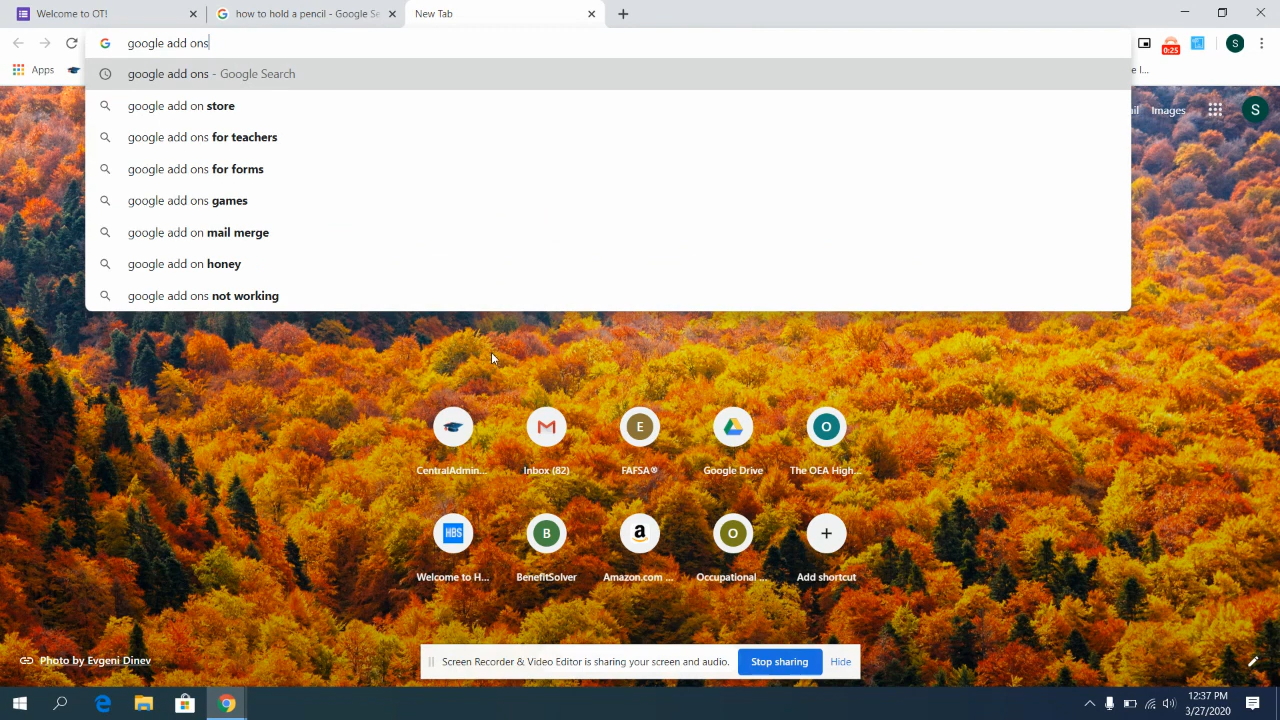 Welcome to OT!
how to hold a pencil - Google Se
New Tab
google add ons
0:25
S
Apps
google add ons - Google Search
google add on store
google add ons for teachers
google add ons for forms
google add ons games
google add on mail merge
google add on honey
google add ons not working
Images
S
E
O
CentralAdmin...
Inbox (82)
FAFSA®
Google Drive
The OEA High...
HBS
B
a
O
Welcome to H...
BenefitSolver
Amazon.com ...
Occupational ...
Add shortcut
Photo by Evgeni Dinev
Screen Recorder & Video Editor is sharing your screen and audio.
Stop sharing
Hide
12:37 PM
3/27/2020